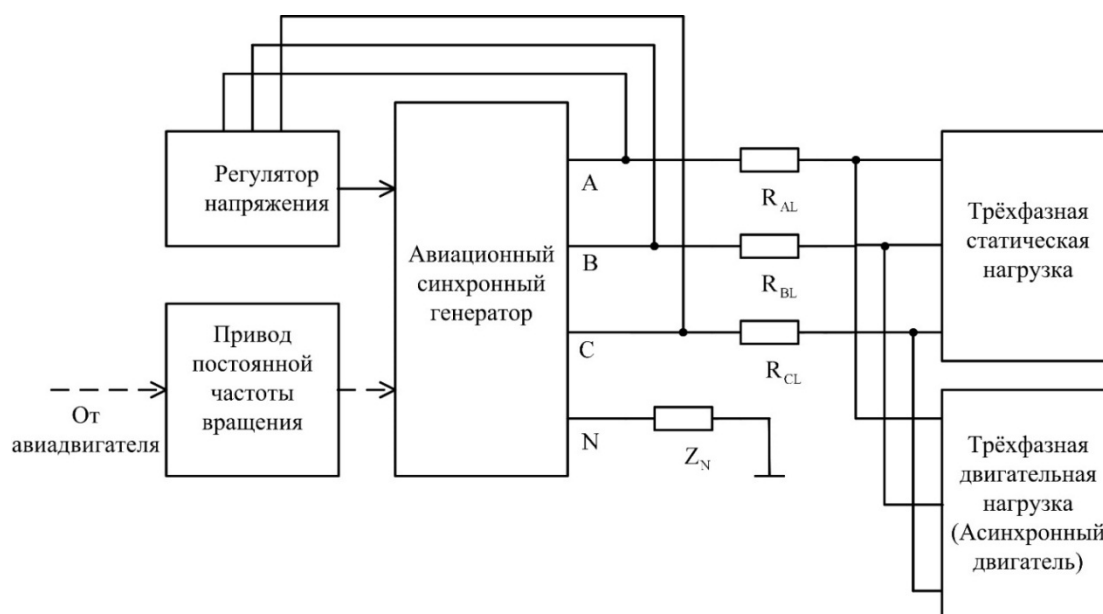 Регулятор
напряжения
Привод
постоянной
частоты
вращения
От
авиадвигателя
Авиационный
синхронный
генератор
A
B
C
N
R_AL
R_BL
R_CL
Z_N
Трёхфазная
статическая
нагрузка
Трёхфазная
двигательная
нагрузка
(Асинхронный
двигатель)